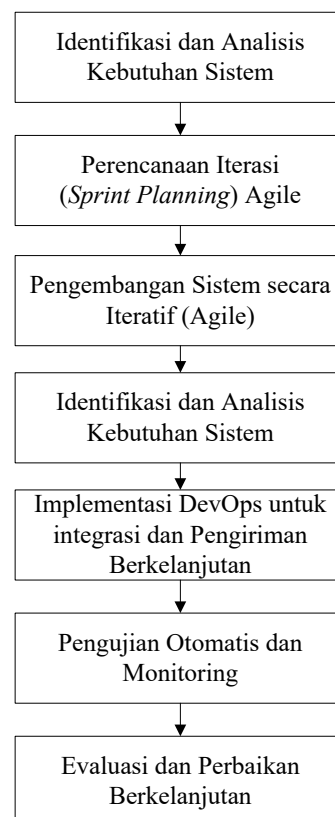 Identifikasi dan Analisis
Kebutuhan Sistem
Perencanaan Iterasi
(Sprint Planning) Agile
Pengembangan Sistem secara
Iteratif (Agile)
Identifikasi dan Analisis
Kebutuhan Sistem
Implementasi DevOps untuk
integrasi dan Pengiriman
Berkelanjutan
Pengujian Otomatis dan
Monitoring
Evaluasi dan Perbaikan
Berkelanjutan